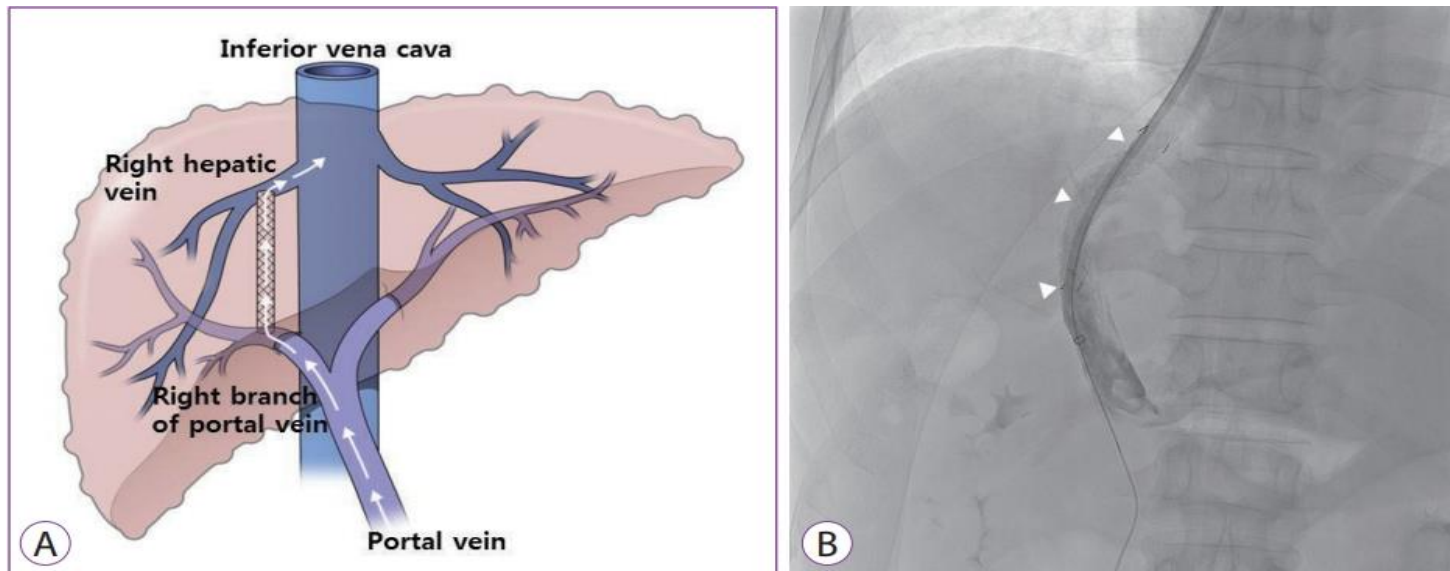 Inferior vena cava
Right hepatic
vein
Right branch
of portal vein
Portal vein
A
B